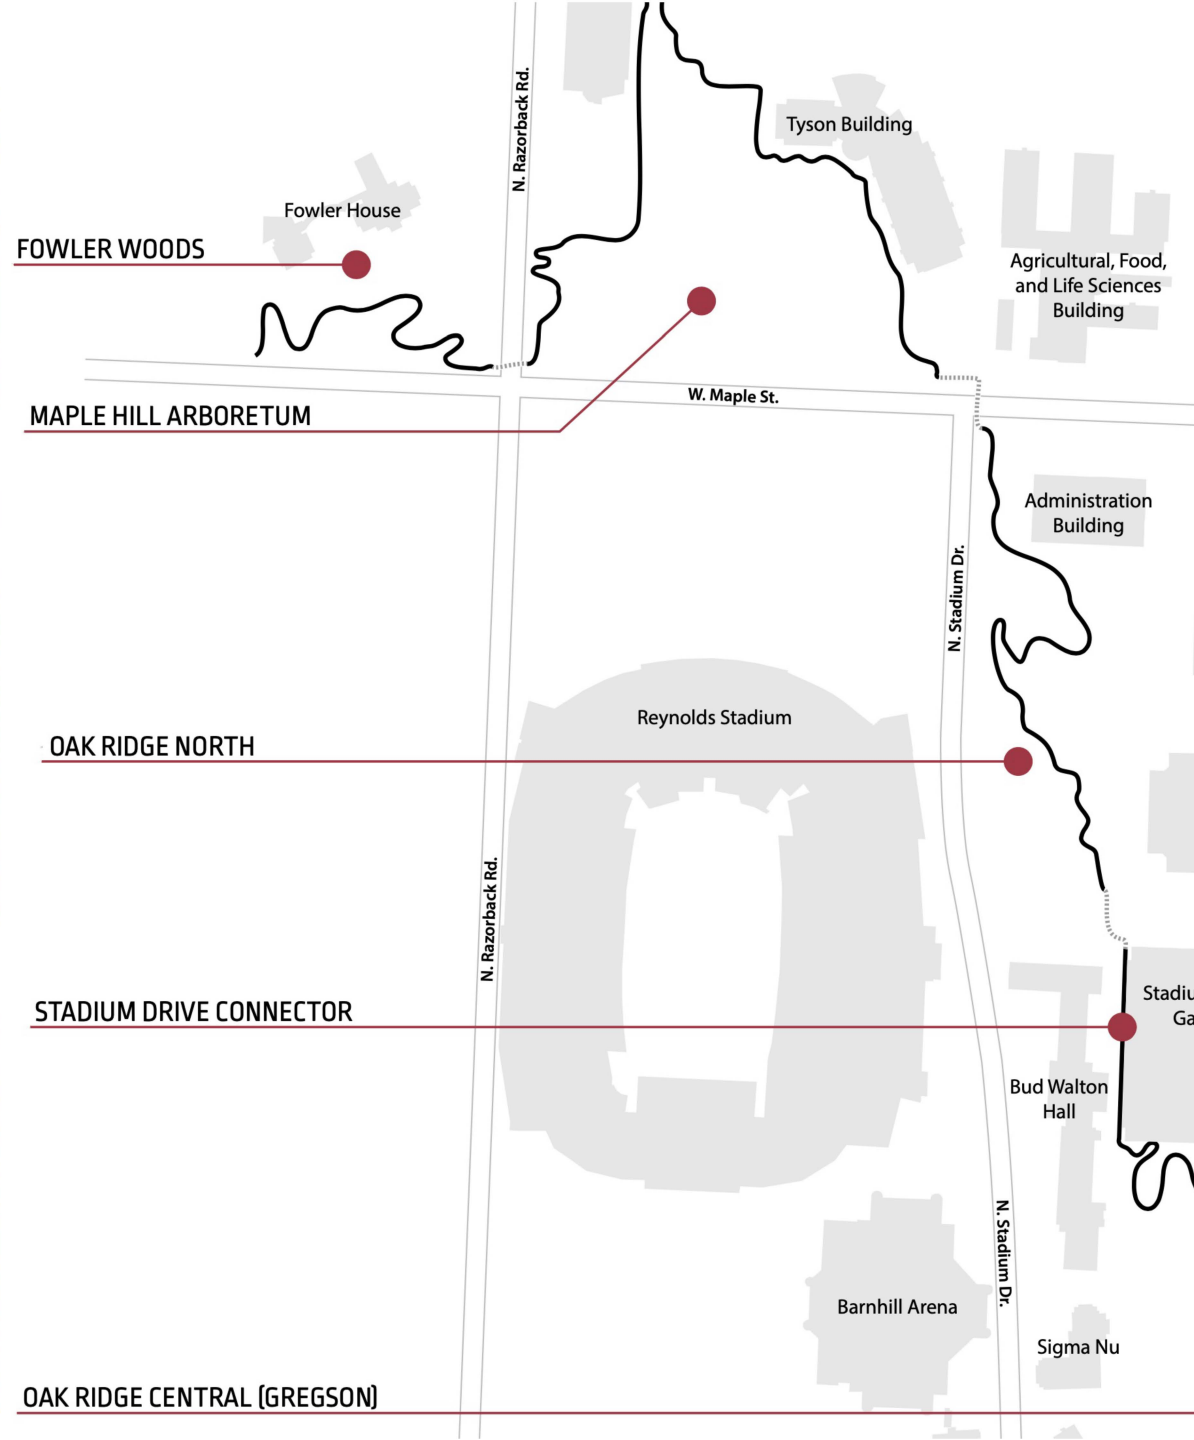 N. Razorback Rd.
Tyson Building
Fowler House
FOWLER WOODS
Agricultural, Food,
and Life Sciences
Building
W. Maple St.
MAPLE HILL ARBORETUM
Administration
Building
N. Stadium Dr.
Reynolds Stadium
OAK RIDGE NORTH
N. Razorback Rd.
Stadiu
Ga
STADIUM DRIVE CONNECTOR
Bud Walton
Hall
N. Stadium Dr.
Barnhill Arena
Sigma Nu
OAK RIDGE CENTRAL (GREGSON)